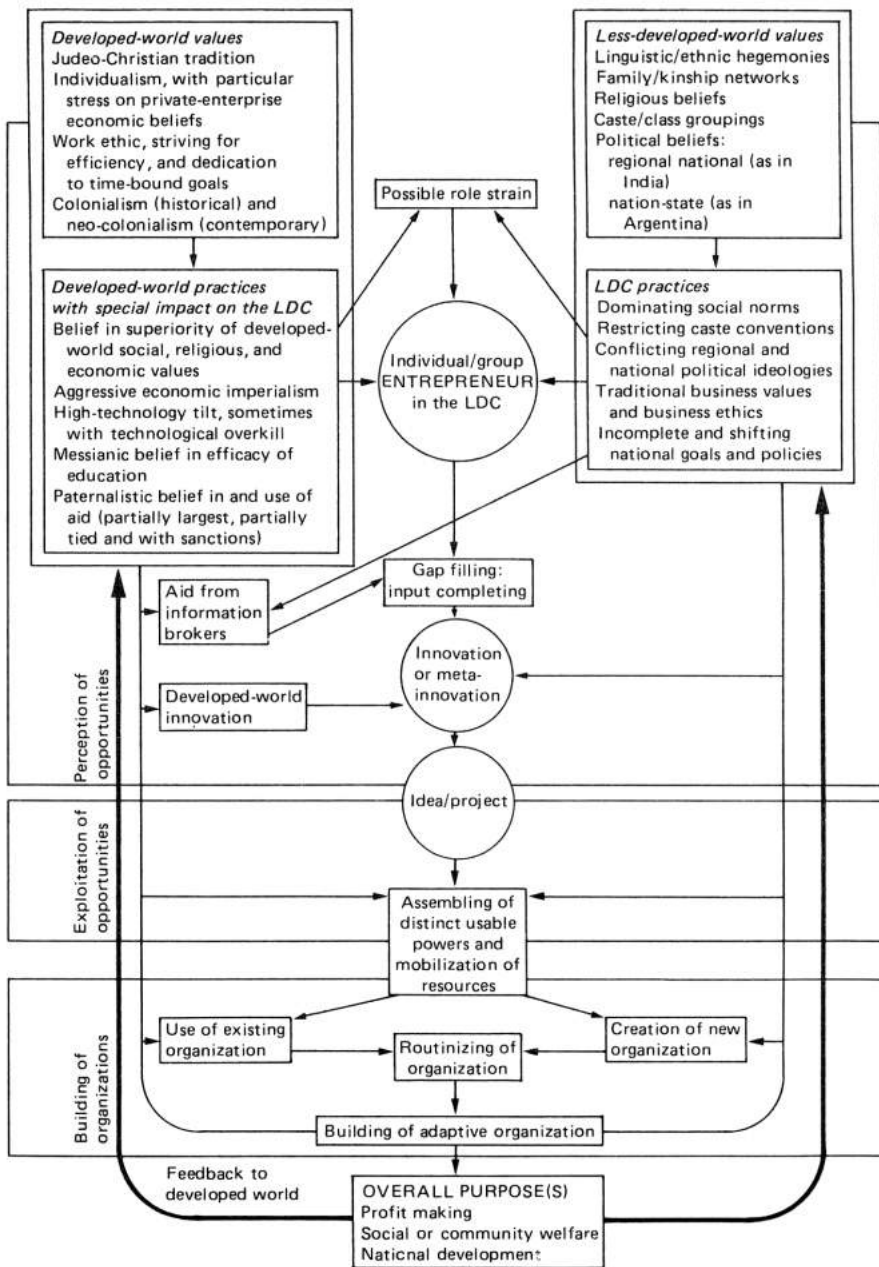 Developed-world values
Judeo-Christian tradition
Individualism, with particular
stress on private-enterprise
economic beliefs
Work ethic, striving for
efficiency, and dedication
to time-bound goals
Colonialism (historical) and
neo-colonialism (contemporary)
Less-developed-world values
Linguistic/ethnic hegemonies
Family/kinship networks
Religious beliefs
Caste/class groupings
Political beliefs:
regional national (as in
India)
nation-state (as in
Argentina)
Possible role strain
Developed-world practices
with special impact on the LDC
Belief in superiority of developed-
world social, religious, and
economic values
Aggressive economic imperialism
High-technology tilt, sometimes
with technological overkill
Messianic belief in efficacy of
education
Paternalistic belief in and use of
aid (partially largest, partially
tied and with sanctions)
Individual/group
ENTREPRENEUR
in the LDC
LDC practices
Dominating social norms
Restricting caste conventions
Conflicting regional and
national political ideologies
Traditional business values
and business ethics
Incomplete and shifting
national goals and policies
Gap filling:
input completing
Aid from
information
brokers
Innovation
or meta-
innovation
Developed-world
innovation
Perception of
opportunities
Idea/project
Exploitation of
opportunities
Assembling of
distinct usable
powers and
mobilization of
resources
Use of existing
organization
Creation of new
organization
Routinizing of
organization
Building of
organizations
Building of adaptive organization
Feedback to
developed world
OVERALL PURPOSE(S)
Profit making
Social or community welfare
National development